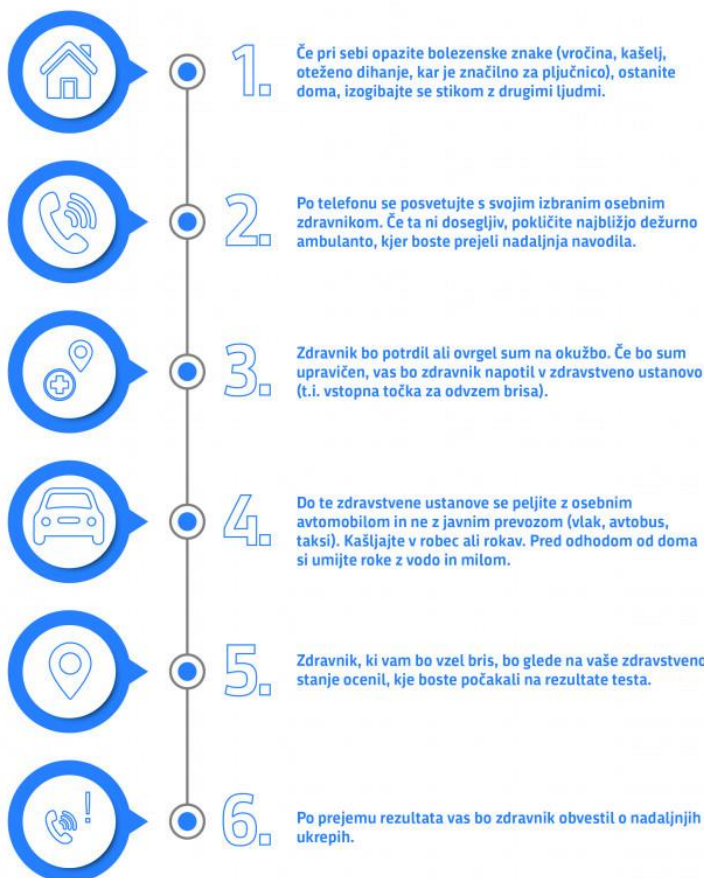 1.
Če pri sebi opazite bolezenske znake (vročina, kašelj,
oteženo dihanje, kar je značilno za pljučnico), ostanite
doma, izogibajte se stikom z drugimi ljudmi.
2.
Po telefonu se posvetujte s svojim izbranim osebnim
zdravnikom. Če ta ni dosegljiv, pokličite najbližjo dežurno
ambulanto, kjer boste prejeli nadaljnja navodila.
3.
Zdravnik bo potrdil ali ovrgel sum na okužbo. Če bo sum
upravičen, vas bo zdravnik napotil v zdravstveno ustanovo
(t.i. vstopna točka za odvzem brisa).
4.
Do te zdravstvene ustanove se peljite z osebnim
avtomobilom in ne z javnim prevozom (vlak, avtobus,
taksi). Kašljajte v robec ali rokav. Pred odhodom od doma
si umijte roke z vodo in milom.
5.
Zdravnik, ki vam bo vzel bris, bo glede na vaše zdravstveno
stanje ocenil, kje boste počakali na rezultate testa.
6.
Po prejemu rezultata vas bo zdravnik obvestil o nadaljnjih
ukrepih.